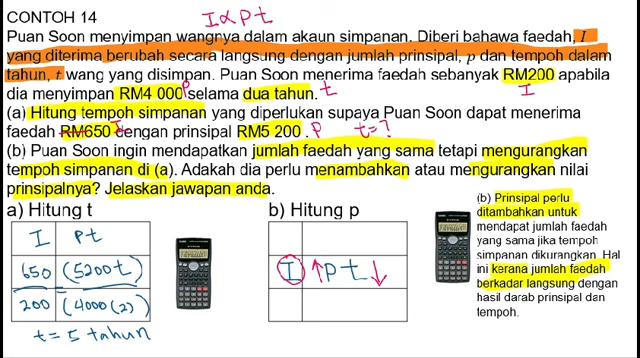 CONTOH 14
I ∝ p t
Puan Soon menyimpan wangnya dalam akaun simpanan. Diberi bahawa faedah, I
yang diterima berubah secara langsung dengan jumlah prinsipal, p dan tempoh dalam
tahun, t wang yang disimpan. Puan Soon menerima faedah sebanyak RM200 apabila
I
dia menyimpan RM4 000 p selama dua tahun. t
(a) Hitung tempoh simpanan yang diperlukan supaya Puan Soon dapat menerima
faedah RM650 I dengan prinsipal RM5 200 . p t = ?
(b) Puan Soon ingin mendapatkan jumlah faedah yang sama tetapi mengurangkan
tempoh simpanan di (a). Adakah dia perlu menambahkan atau mengurangkan nilai
prinsipalnya? Jelaskan jawapan anda.
a) Hitung t
I pt
650 (5200t)
200 (4000(2))
t = 5 tahun
b) Hitung p
I ↑ p t ↓
(b) Prinsipal perlu
ditambahkan untuk
mendapat jumlah faedah
yang sama jika tempoh
simpanan dikurangkan. Hal
ini kerana jumlah faedah
berkadar langsung dengan
hasil darab prinsipal dan
tempoh.